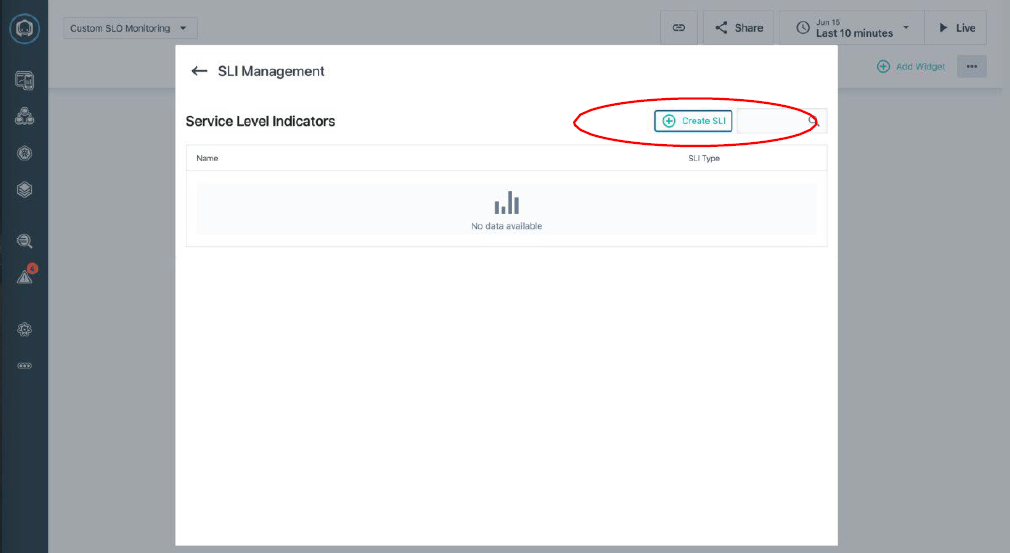 Custom SLO Monitoring
Share
Jun 15
Last 10 minutes
Live
Add Widget
SLI Management
Service Level Indicators
Create SLI
Name
SLI Type
No data available
4